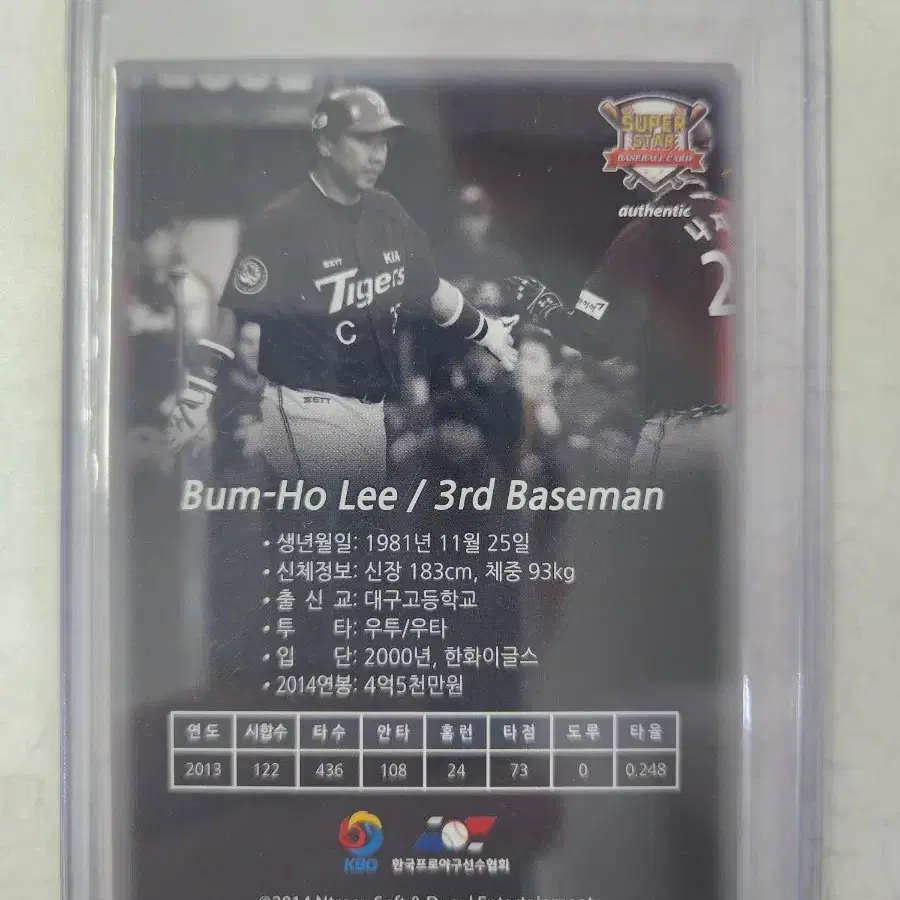 SUPER
STAR
BASEBALL CARD
authentic
ZETT
KIA
Tigers
C
2
ZETT
Bum-Ho Lee / 3rd Baseman
• 생년월일: 1981년 11월 25일
• 신체정보: 신장 183cm, 체중 93kg
• 출 신 교: 대구고등학교
• 투 타: 우투/우타
• 입 단: 2000년, 한화이글스
• 2014연봉: 4억5천만원
연도 시합수 타수 안타 홈런 타점 도루 타율
2013 122 436 108 24 73 0 0.248
KBO 한국프로야구선수협회